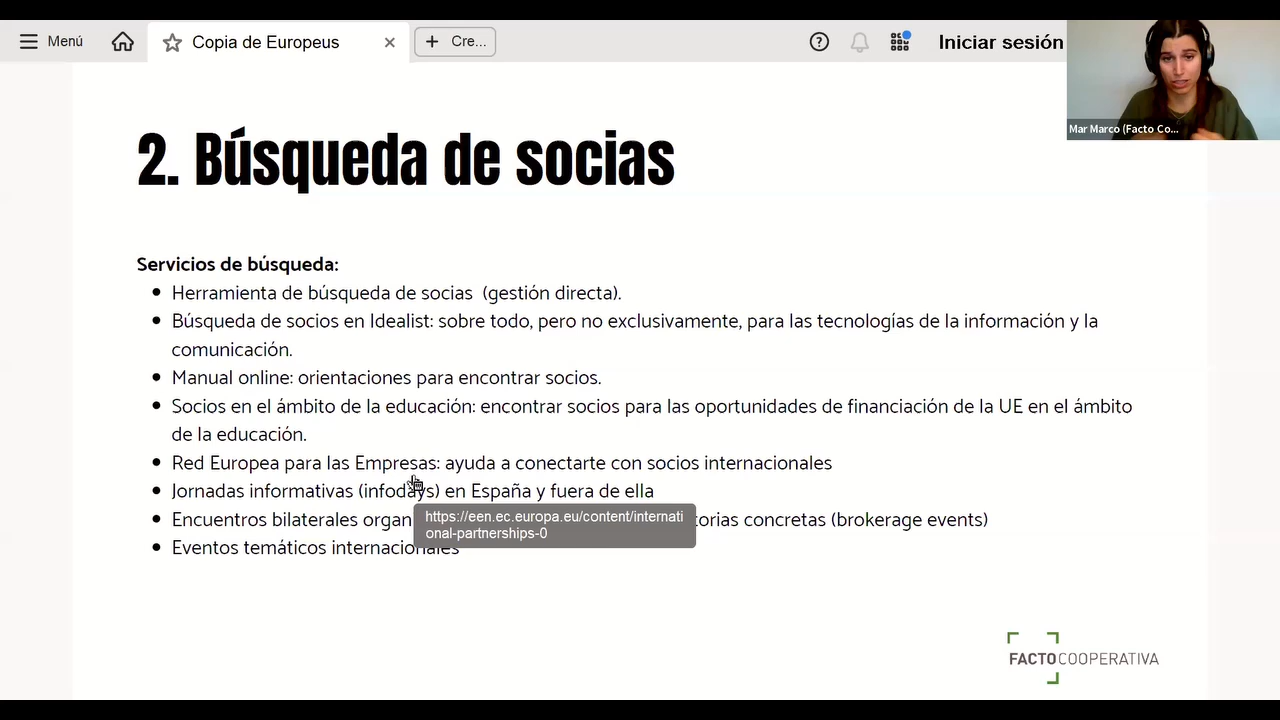 Menú
Copia de Europeus
Cre...
Iniciar sesión
Mar Marco (Facto Co...
2. Búsqueda de socias
Servicios de búsqueda:
Herramienta de búsqueda de socias (gestión directa).
Búsqueda de socios en Idealist: sobre todo, pero no exclusivamente, para las tecnologías de la información y la
comunicación.
Manual online: orientaciones para encontrar socios.
Socios en el ámbito de la educación: encontrar socios para las oportunidades de financiación de la UE en el ámbito
de la educación.
Red Europea para las Empresas: ayuda a conectarte con socios internacionales
Jornadas informativas (infodays) en España y fuera de ella
Encuentros bilaterales organ
torias concretas (brokerage events)
https://een.ec.europa.eu/content/internati
onal-partnerships-0
Eventos temáticos internacionales
FACTOCOOPERATIVA